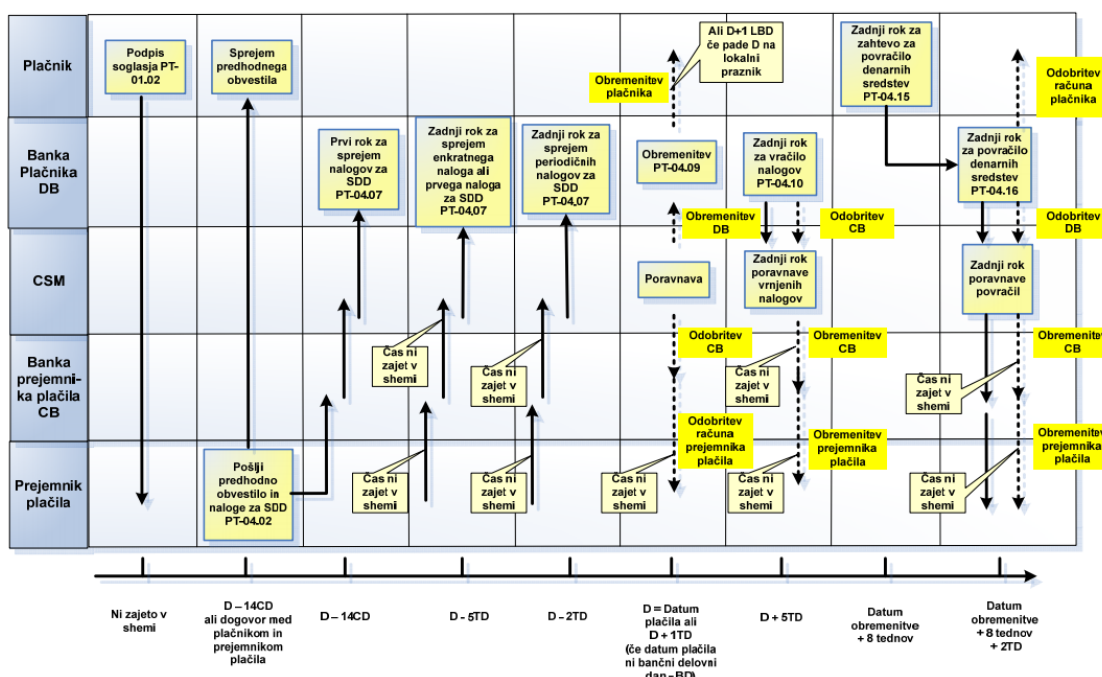 Plačnik
Podpis
soglasja PT-
01.02
Sprejem
predhodnega
obvestila
Ali D+1 LBD
če pade D na
lokalni
praznik
Obremenitev
plačnika
Zadnji rok za
zahtevo za
povračilo
denarnih
sredstev
PT-04.15
Odobritev
računa
plačnika
Banka
Plačnika
DB
Prvi rok za
sprejem
nalogov za
SDD
PT-04.07
Zadnji rok za
sprejem
enkratnega
naloga ali
prvega naloga
za SDD
PT-04.07
Zadnji rok za
sprejem
periodičnih
nalogov za
SDD
PT-04.07
Obremenitev
PT-04.09
Zadnji rok
za vračilo
nalogov
PT-04.10
Zadnji rok
za povračilo
denarnih
sredstev
PT-04.16
Obremenitev
DB
Odobritev
CB
Odobritev
DB
CSM
Poravnava
Zadnji rok
poravnave
vrnjenih
nalogov
Zadnji rok
poravnave
povračil
Banka
prejemni-
ka plačila
CB
Čas ni
zajet v
shemi
Čas ni
zajet v
shemi
Odobritev
CB
Čas ni
zajet v
shemi
Obremenitev
CB
Čas ni
zajet v
shemi
Obremenitev
CB
Prejemnik
plačila
Pošlji
predhodno
obvestilo in
naloge za SDD
PT-04.02
Čas ni
zajet v
shemi
Čas ni
zajet v
shemi
Čas ni
zajet v
shemi
Odobritev
računa
prejemnika
plačila
Čas ni
zajet v
shemi
Obremenitev
prejemnika
plačila
Čas ni
zajet v
shemi
Obremenitev
prejemnika
plačila
Ni zajeto v
shemi
D – 14CD
ali dogovor med
plačnikom in
prejemnikom
plačila
D – 14CD
D - 5TD
D – 2TD
D = Datum
plačila ali
D + 1TD
(če datum plačila
ni bančni delovni
dan -BD)
D + 5TD
Datum
obremenitve
+ 8 tednov
Datum
obremenitve
+ 8 tednov
+ 2TD